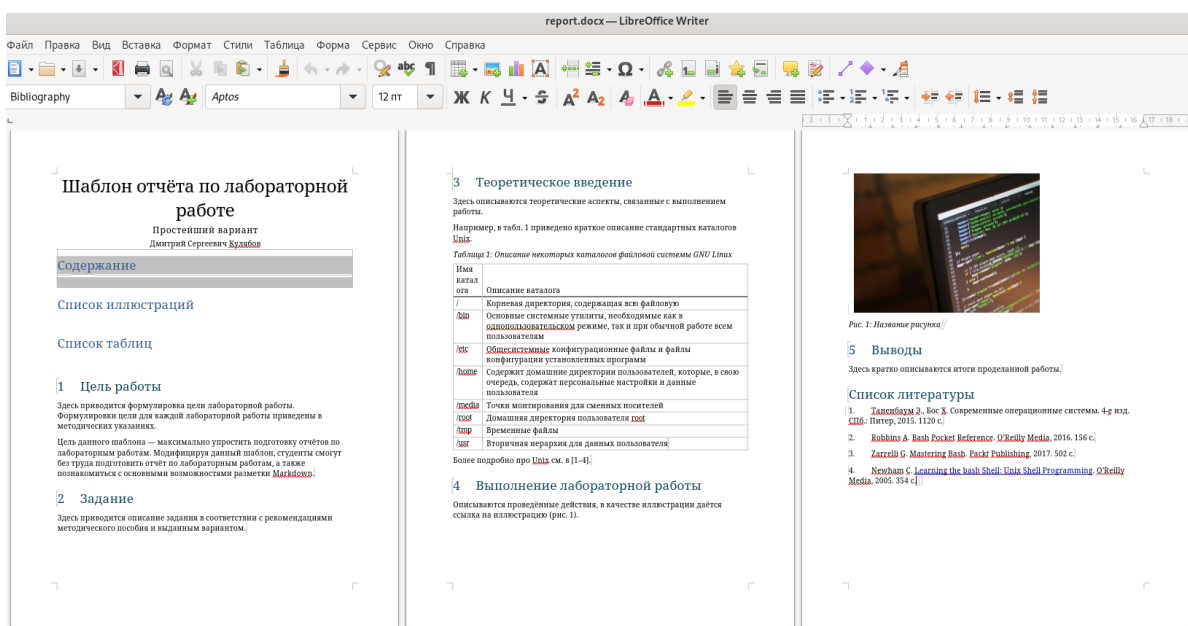 report.docx — LibreOffice Writer
Файл Правка Вид Вставка Формат Стили Таблица Форма Сервис Окно Справка
Bibliography Aptos 12 пт
Шаблон отчёта по лабораторной
работе
Простейший вариант
Дмитрий Сергеевич Кулябов
Содержание
Список иллюстраций
Список таблиц
1 Цель работы
Здесь приводится формулировка цели лабораторной работы.
Формулировки цели для каждой лабораторной работы приведены в
методических указаниях.
Цель данного шаблона — максимально упростить подготовку отчётов по
лабораторным работам. Модифицируя данный шаблон, студенты смогут
без труда подготовить отчёт по лабораторным работам, а также
познакомиться с основными возможностями разметки Markdown.
2 Задание
Здесь приводится описание задания в соответствии с рекомендациями
методического пособия и выданным вариантом.
3 Теоретическое введение
Здесь описываются теоретические аспекты, связанные с выполнением
работы.
Например, в табл. 1 приведено краткое описание стандартных каталогов
Unix.
Таблица 1: Описание некоторых каталогов файловой системы GNU Linux
Имя
катал
ога Описание каталога
/ Корневая директория, содержащая всю файловую
/bin Основные системные утилиты, необходимые как в
однопользовательском режиме, так и при обычной работе всем
пользователям
/etc Общесистемные конфигурационные файлы и файлы
конфигурации установленных программ
/home Содержит домашние директории пользователей, которые, в свою
очередь, содержат персональные настройки и данные
пользователя
/media Точки монтирования для сменных носителей
/root Домашняя директория пользователя root
/tmp Временные файлы
/usr Вторичная иерархия для данных пользователя
Более подробно про Unix см. в [1–4].
4 Выполнение лабораторной работы
Описываются проведённые действия, в качестве иллюстрации даётся
ссылка на иллюстрацию (рис. 1).
Рис. 1: Название рисунка
5 Выводы
Здесь кратко описываются итоги проделанной работы.
Список литературы
1. Таненбаум Э., Бос Х. Современные операционные системы. 4-е изд.
СПб.: Питер, 2015. 1120 с.
2. Robbins A. Bash Pocket Reference. O'Reilly Media, 2016. 156 с.
3. Zarrelli G. Mastering Bash. Packt Publishing, 2017. 502 с.
4. Newham C. Learning the bash Shell: Unix Shell Programming. O'Reilly
Media, 2005. 354 с.